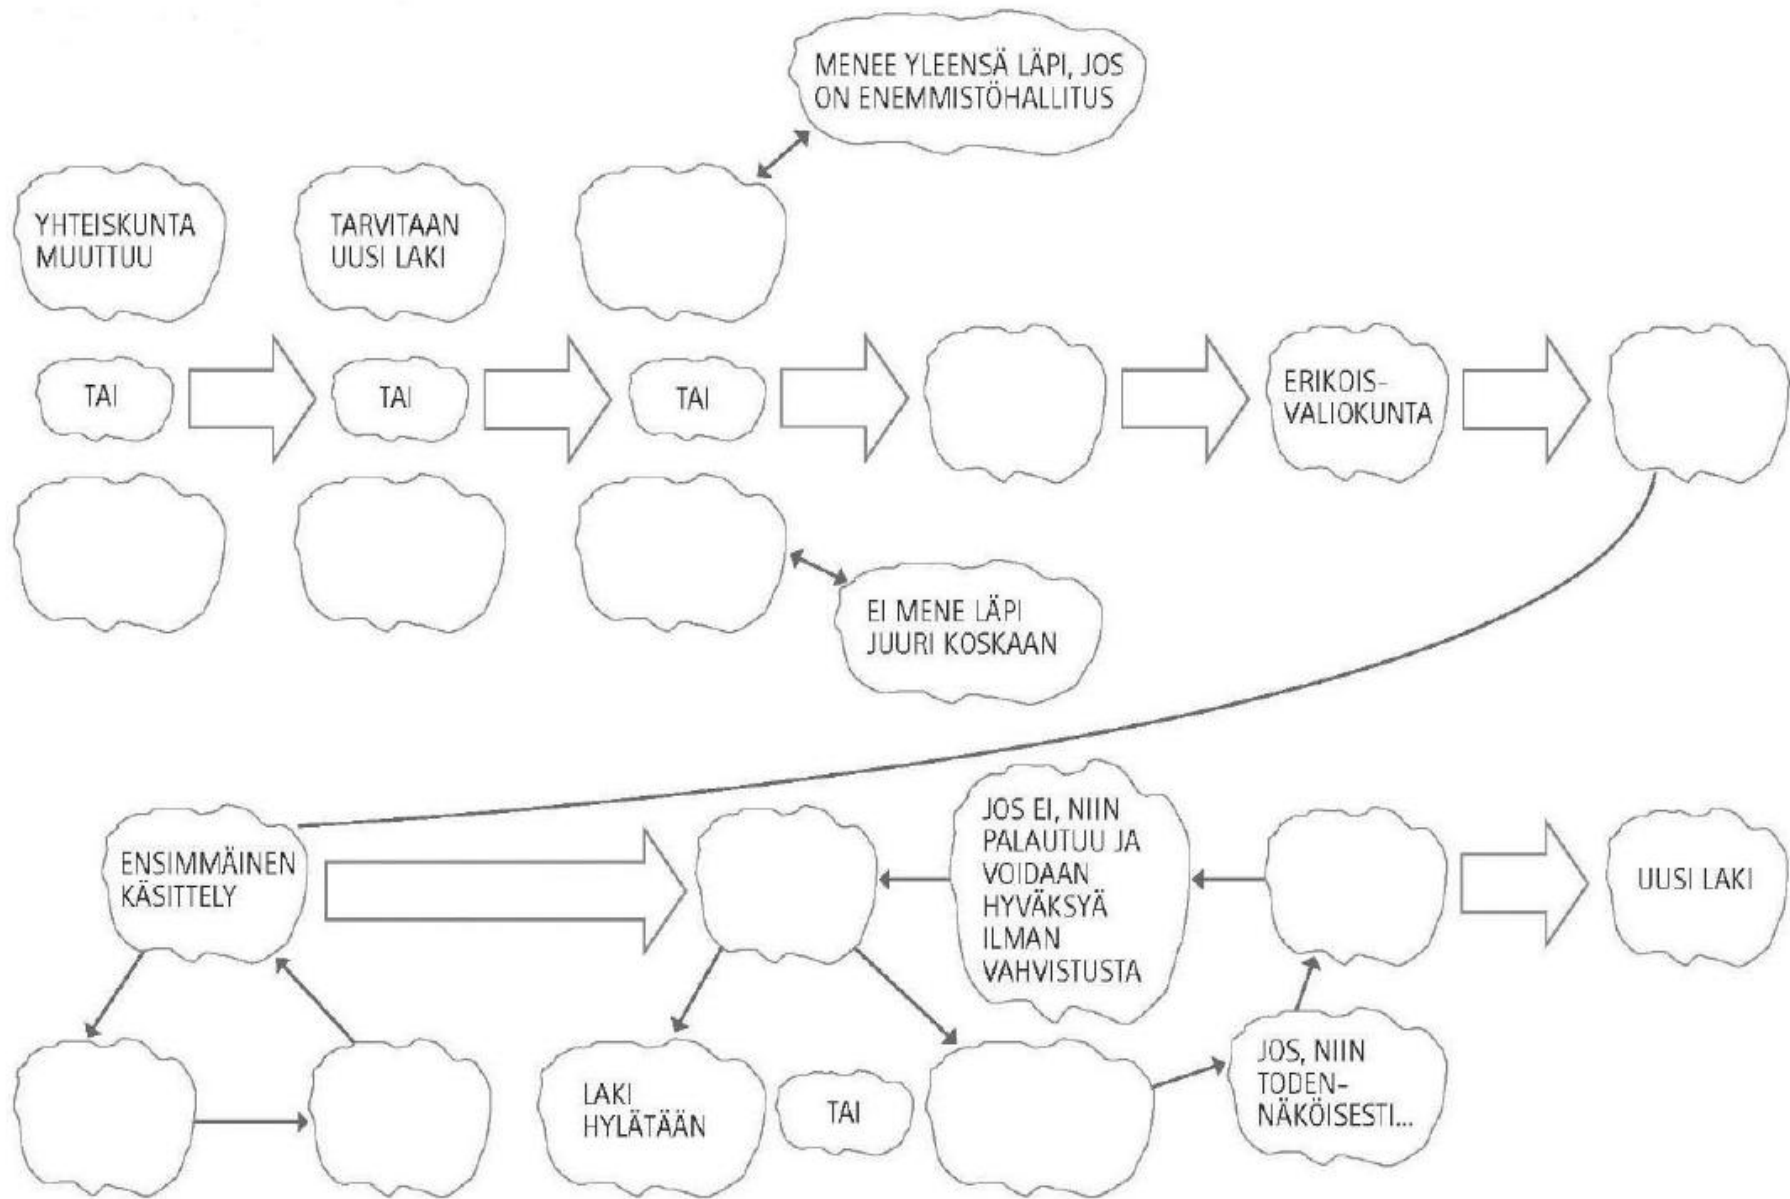 MENEE YLEENSÄ LÄPI, JOS
ON ENEMMISTÖHALLITUS
YHTEISKUNTA
MUUTTUU
TARVITAAN
UUSI LAKI
TAI
TAI
TAI
ERIKOIS-
VALIOKUNTA
EI MENE LÄPI
JUURI KOSKAAN
ENSIMMÄINEN
KÄSITTELY
JOS EI, NIIN
PALAUTUU JA
VOIDAAN
HYVÄKSYÄ
ILMAN
VAHVISTUSTA
UUSI LAKI
LAKI
HYLÄTÄÄN
TAI
JOS, NIIN
TODEN-
NÄKÖISESTI...